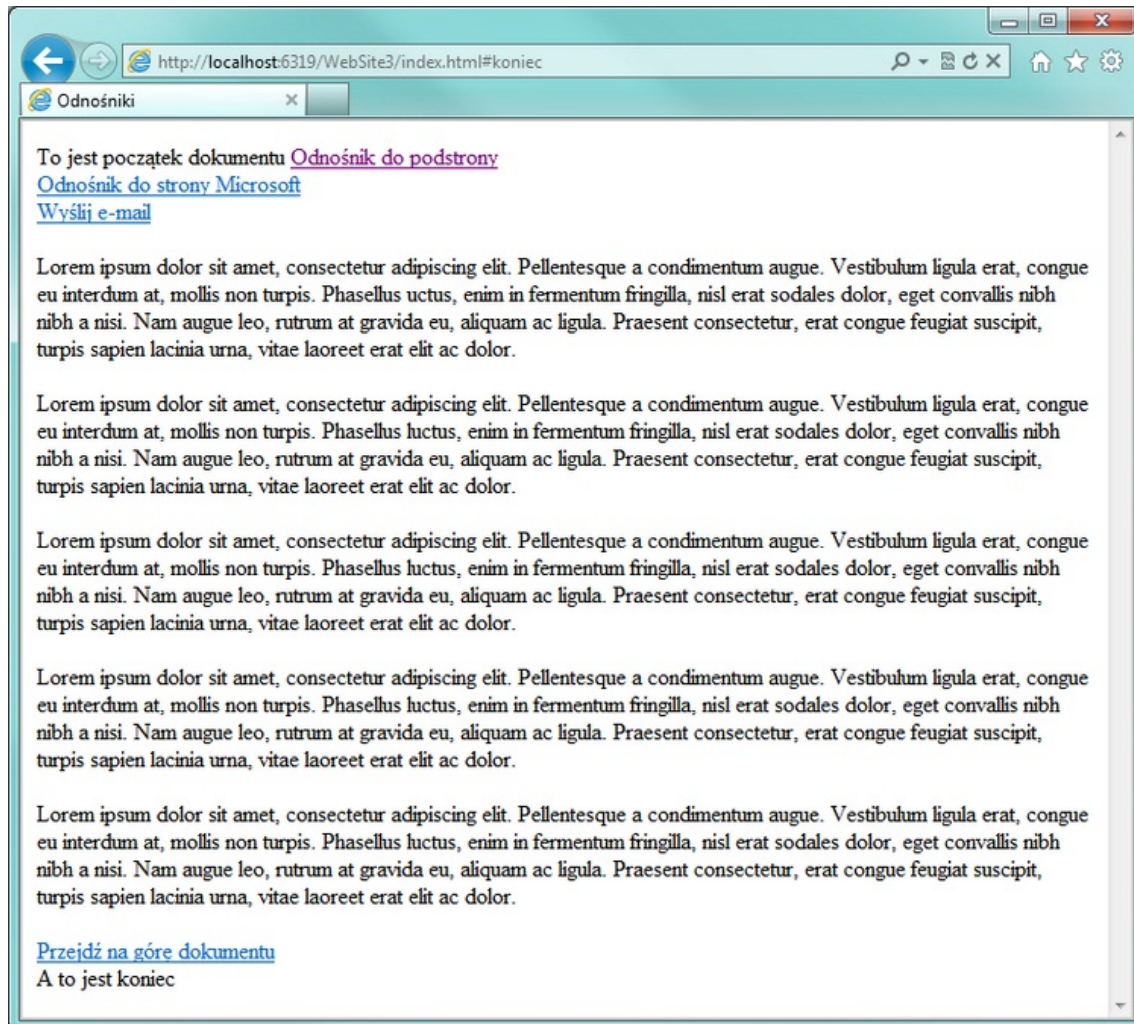 http://localhost:6319/WebSite3/index.html#koniec
Odnośniki
To jest początek dokumentu Odnośnik do podstrony
Odnośnik do strony Microsoft
Wyślij e-mail
Lorem ipsum dolor sit amet, consectetur adipiscing elit. Pellentesque a condimentum augue. Vestibulum ligula erat, congue
eu interdum at, mollis non turpis. Phasellus uctus, enim in fermentum fringilla, nisl erat sodales dolor, eget convallis nibh
nibh a nisi. Nam augue leo, rutrum at gravida eu, aliquam ac ligula. Praesent consectetur, erat congue feugiat suscipit,
turpis sapien lacinia urna, vitae laoreet erat elit ac dolor.
Lorem ipsum dolor sit amet, consectetur adipiscing elit. Pellentesque a condimentum augue. Vestibulum ligula erat, congue
eu interdum at, mollis non turpis. Phasellus luctus, enim in fermentum fringilla, nisl erat sodales dolor, eget convallis nibh
nibh a nisi. Nam augue leo, rutrum at gravida eu, aliquam ac ligula. Praesent consectetur, erat congue feugiat suscipit,
turpis sapien lacinia urna, vitae laoreet erat elit ac dolor.
Lorem ipsum dolor sit amet, consectetur adipiscing elit. Pellentesque a condimentum augue. Vestibulum ligula erat, congue
eu interdum at, mollis non turpis. Phasellus luctus, enim in fermentum fringilla, nisl erat sodales dolor, eget convallis nibh
nibh a nisi. Nam augue leo, rutrum at gravida eu, aliquam ac ligula. Praesent consectetur, erat congue feugiat suscipit,
turpis sapien lacinia urna, vitae laoreet erat elit ac dolor.
Lorem ipsum dolor sit amet, consectetur adipiscing elit. Pellentesque a condimentum augue. Vestibulum ligula erat, congue
eu interdum at, mollis non turpis. Phasellus luctus, enim in fermentum fringilla, nisl erat sodales dolor, eget convallis nibh
nibh a nisi. Nam augue leo, rutrum at gravida eu, aliquam ac ligula. Praesent consectetur, erat congue feugiat suscipit,
turpis sapien lacinia urna, vitae laoreet erat elit ac dolor.
Lorem ipsum dolor sit amet, consectetur adipiscing elit. Pellentesque a condimentum augue. Vestibulum ligula erat, congue
eu interdum at, mollis non turpis. Phasellus luctus, enim in fermentum fringilla, nisl erat sodales dolor, eget convallis nibh
nibh a nisi. Nam augue leo, rutrum at gravida eu, aliquam ac ligula. Praesent consectetur, erat congue feugiat suscipit,
turpis sapien lacinia urna, vitae laoreet erat elit ac dolor.
Przejdź na górę dokumentu
A to jest koniec